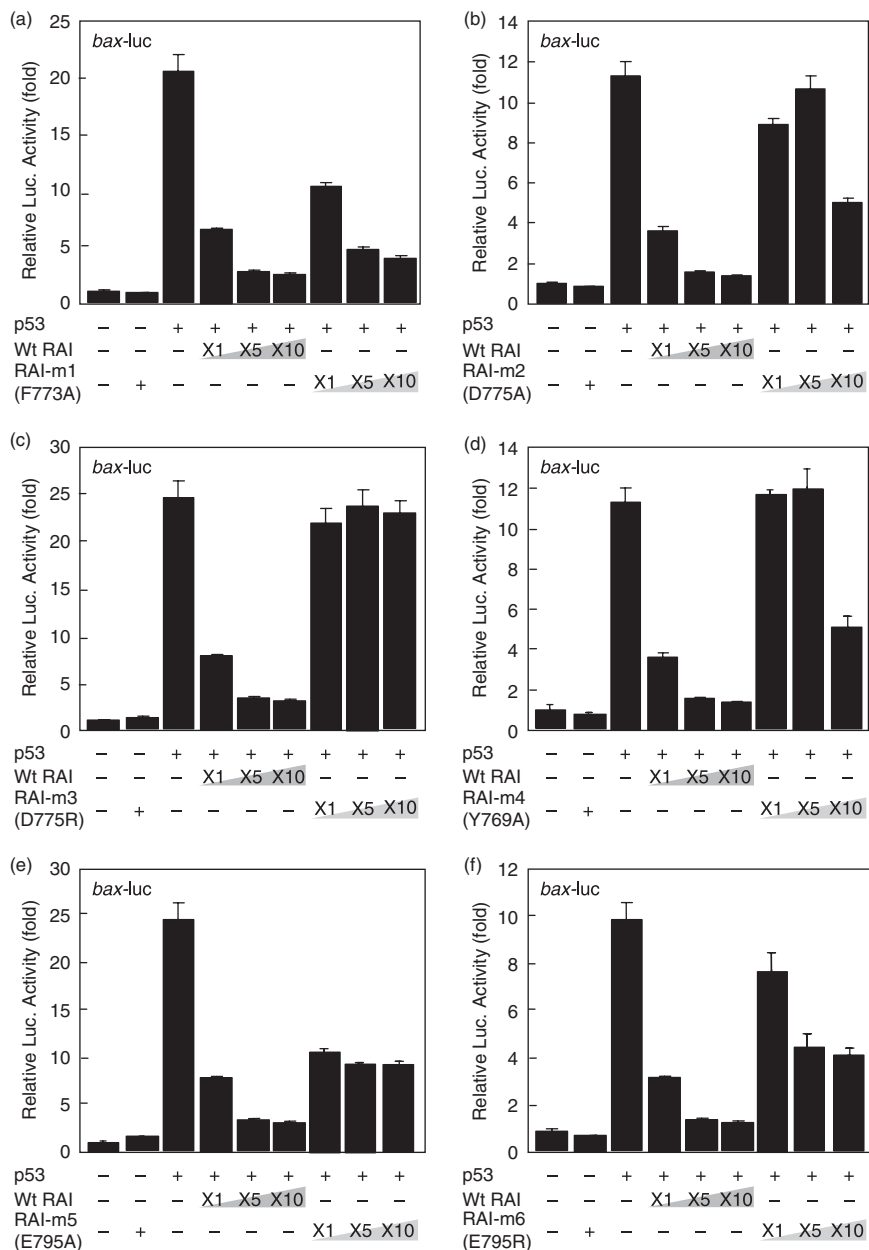 (a)
bax-luc
Relative Luc. Activity (fold)
25
20
15
10
5
0
p53 – – + + + + + + +
Wt RAI – – – X1 X5 X10 – – –
RAI-m1 (F773A) – + – – – – X1 X5 X10
(b)
bax-luc
Relative Luc. Activity (fold)
14
12
10
8
6
4
2
0
p53 – – + + + + + + +
Wt RAI – – – X1 X5 X10 – – –
RAI-m2 (D775A) – + – – – – X1 X5 X10
(c)
bax-luc
Relative Luc. Activity (fold)
30
25
20
15
10
5
0
p53 – – + + + + + + +
Wt RAI – – – X1 X5 X10 – – –
RAI-m3 (D775R) – + – – – – X1 X5 X10
(d)
bax-luc
Relative Luc. Activity (fold)
14
12
10
8
6
4
2
0
p53 – – + + + + + + +
Wt RAI – – – X1 X5 X10 – – –
RAI-m4 (Y769A) – + – – – – X1 X5 X10
(e)
bax-luc
Relative Luc. Activity (fold)
30
25
20
15
10
5
0
p53 – – + + + + + + +
Wt RAI – – – X1 X5 X10 – – –
RAI-m5 (E795A) – + – – – – X1 X5 X10
(f)
bax-luc
Relative Luc. Activity (fold)
12
10
8
6
4
2
0
p53 – – + + + + + + +
Wt RAI – – – X1 X5 X10 – – –
RAI-m6 (E795R) – + – – – – X1 X5 X10